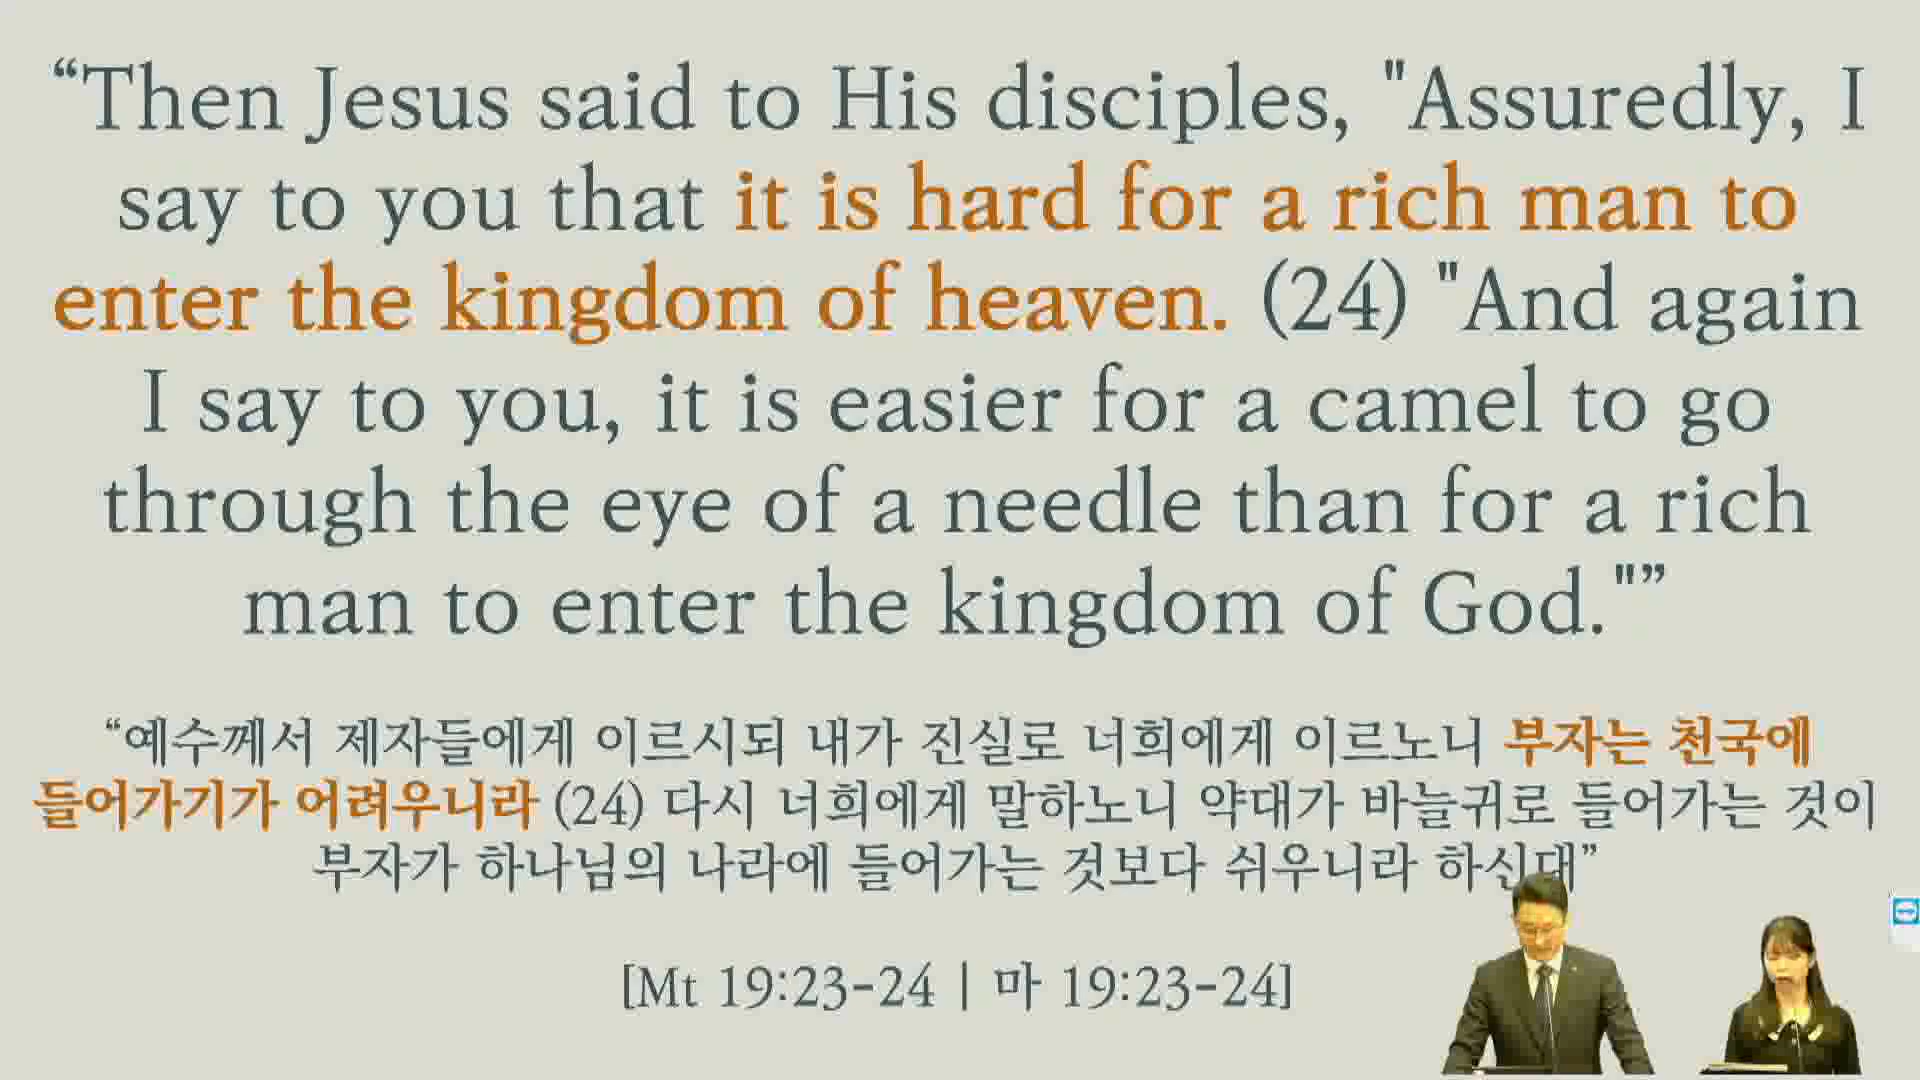 “Then Jesus said to His disciples, "Assuredly, I
say to you that it is hard for a rich man to
enter the kingdom of heaven. (24) "And again
I say to you, it is easier for a camel to go
through the eye of a needle than for a rich
man to enter the kingdom of God."”
“예수께서 제자들에게 이르시되 내가 진실로 너희에게 이르노니 부자는 천국에
들어가기가 어려우니라 (24) 다시 너희에게 말하노니 약대가 바늘귀로 들어가는 것이
부자가 하나님의 나라에 들어가는 것보다 쉬우니라 하신대”
[Mt 19:23-24 | 마 19:23-24]